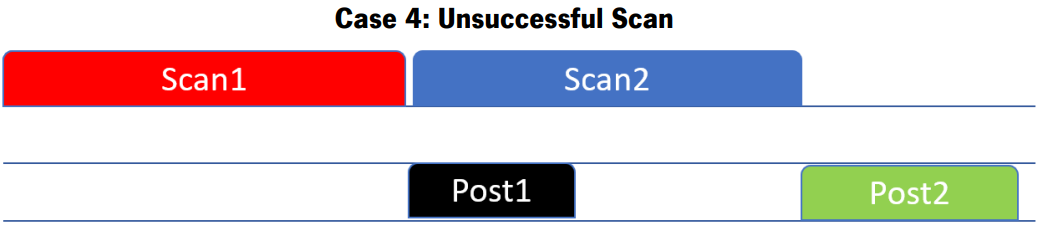 Case 4: Unsuccessful Scan
Scan1
Scan2
Post1
Post2